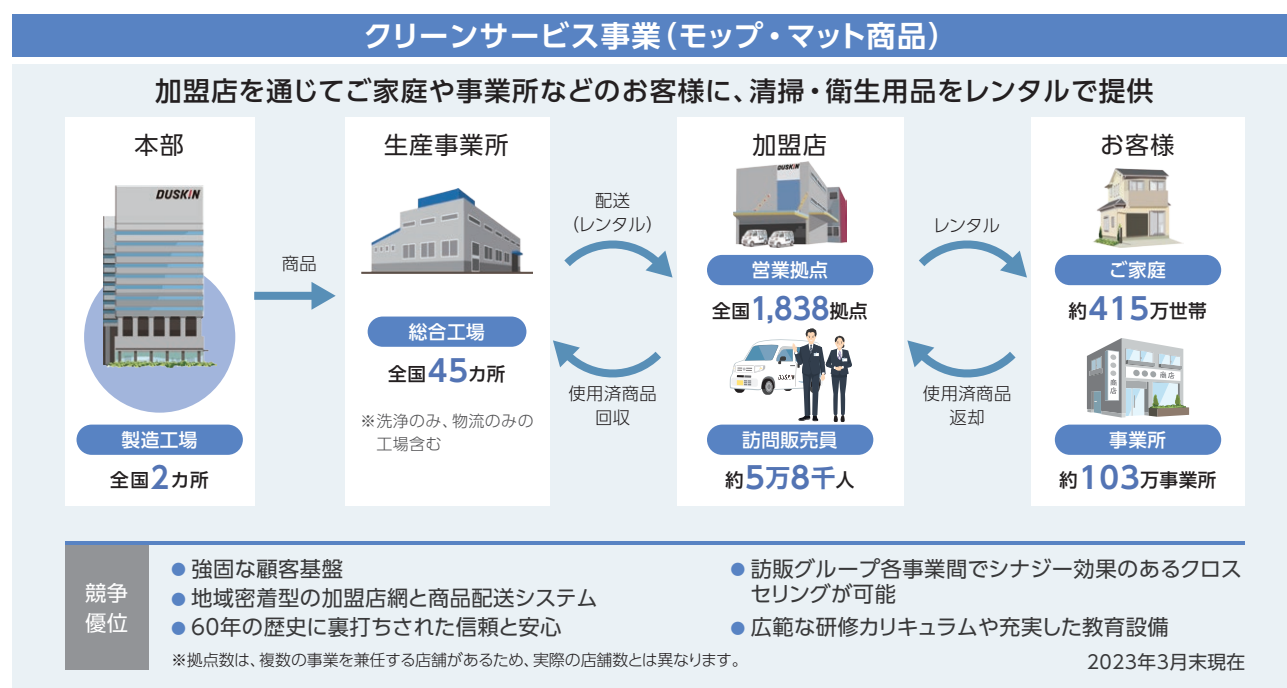 クリーンサービス事業(モップ・マット商品)
加盟店を通じてご家庭や事業所などのお客様に、清掃・衛生用品をレンタルで提供
本部
DUSKIN
製造工場
全国2カ所
商品
生産事業所
総合工場
全国45カ所
※洗浄のみ、物流のみの
工場含む
配送
(レンタル)
使用済商品
回収
加盟店
DUSKIN
営業拠点
全国1,838拠点
DUSKIN
訪問販売員
約5万8千人
レンタル
使用済商品
返却
お客様
ご家庭
約415万世帯
●●●商店
●●●商店
事業所
約103万事業所
競争
優位
●強固な顧客基盤
●地域密着型の加盟店網と商品配送システム
●60年の歴史に裏打ちされた信頼と安心
●訪販グループ各事業間でシナジー効果のあるクロス
セリングが可能
●広範な研修カリキュラムや充実した教育設備
※拠点数は、複数の事業を兼任する店舗があるため、実際の店舗数とは異なります。
2023年3月末現在